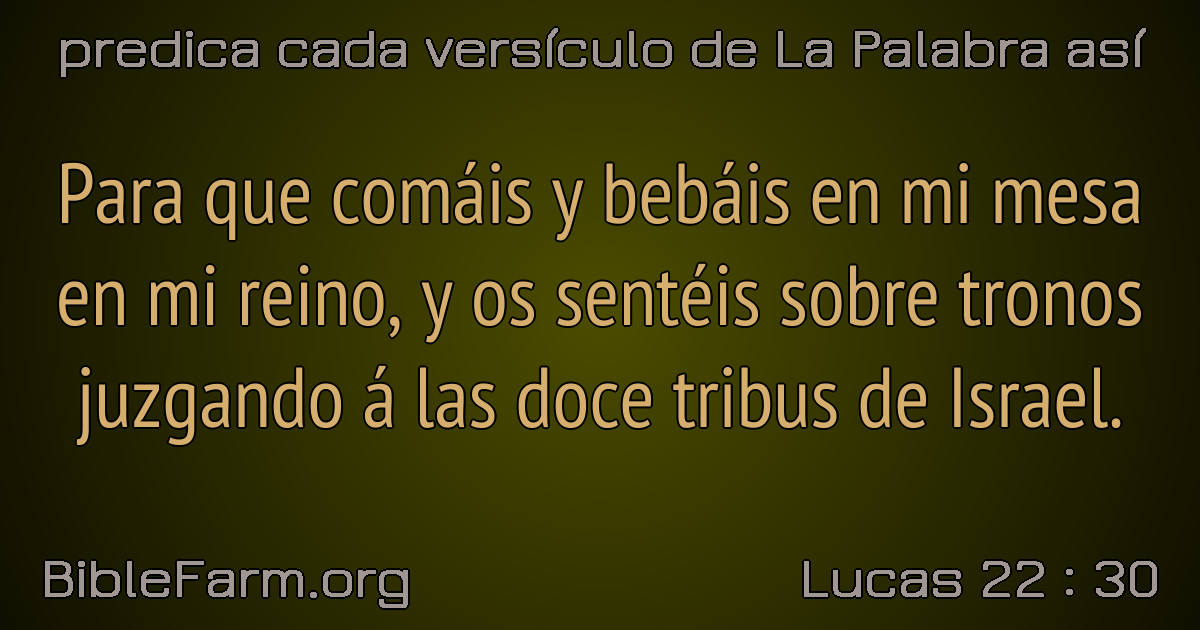 predica cada versículo de La Palabra así
Para que comáis y bebáis en mi mesa
en mi reino, y os sentéis sobre tronos
juzgando á las doce tribus de Israel.
BibleFarm.org
Lucas 22 : 30